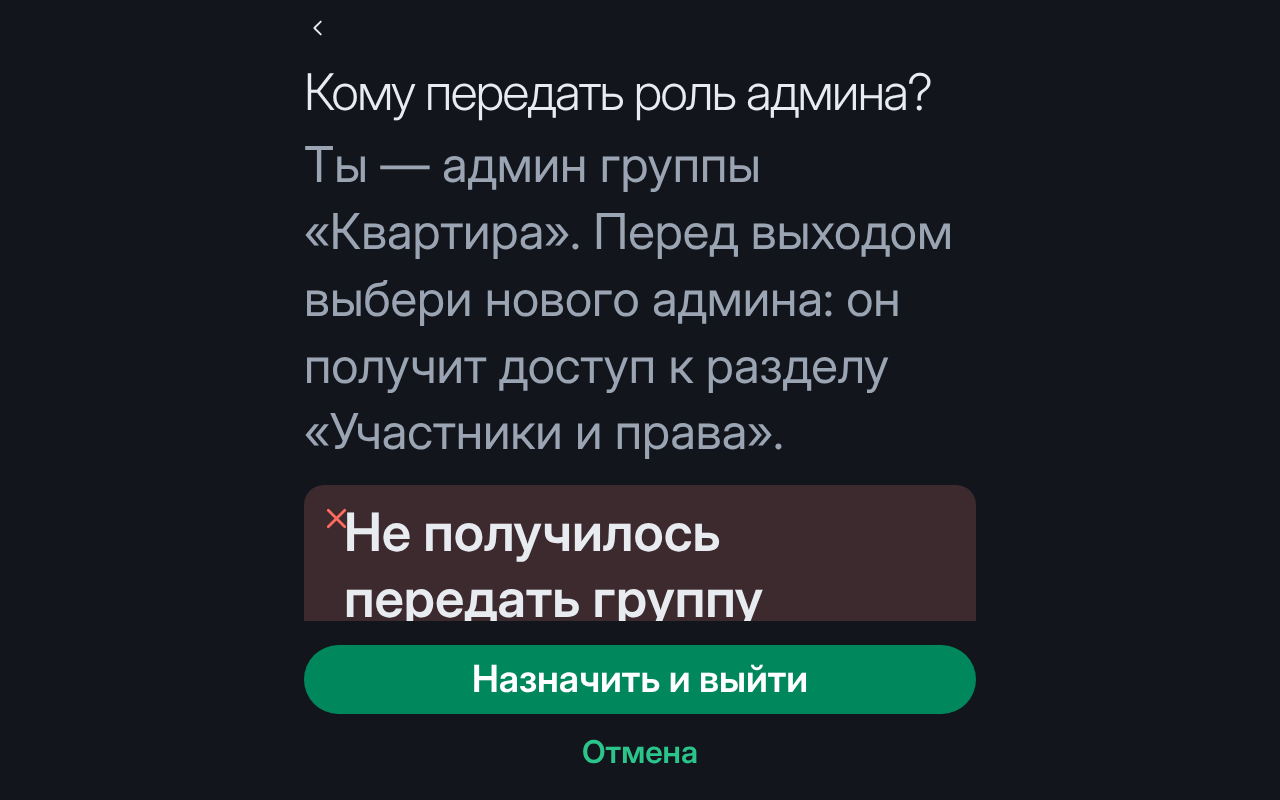 Кому передать роль админа?
Ты — админ группы
«Квартира». Перед выходом
выбери нового админа: он
получит доступ к разделу
«Участники и права».
Не получилось
передать группу
Назначить и выйти
Отмена